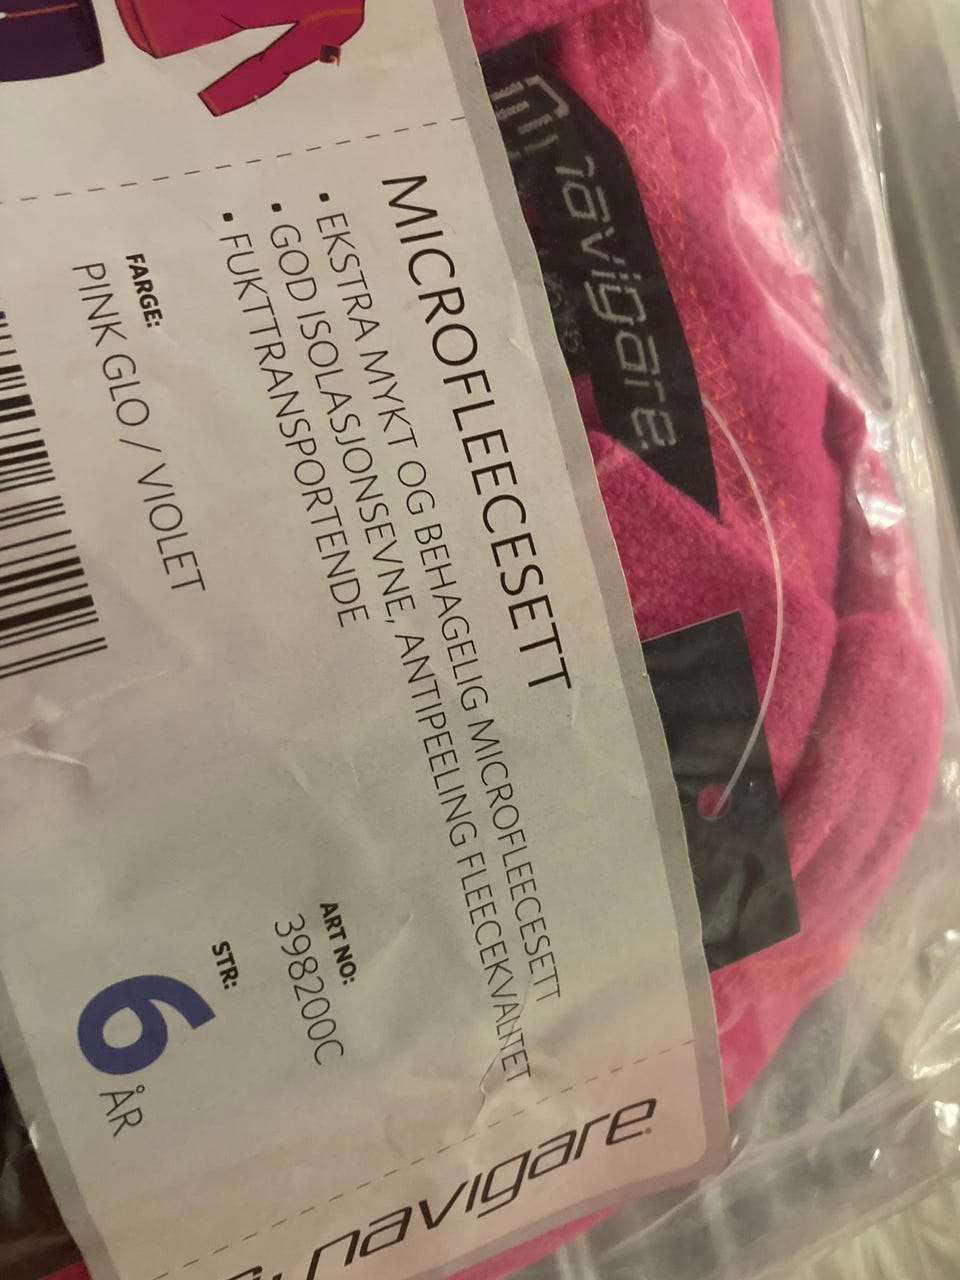 navigare
MICROFLEECESETT
• EKSTRA MYKT OG BEHAGELIG MICROFLEECESETT
• GOD ISOLASJONSEVNE, ANTIPEELING FLEECEKVALITET
• FUKTTRANSPORTENDE
FARGE:
PINK GLO / VIOLET
ART NO:
398200C
STR:
6 ÅR
navigare